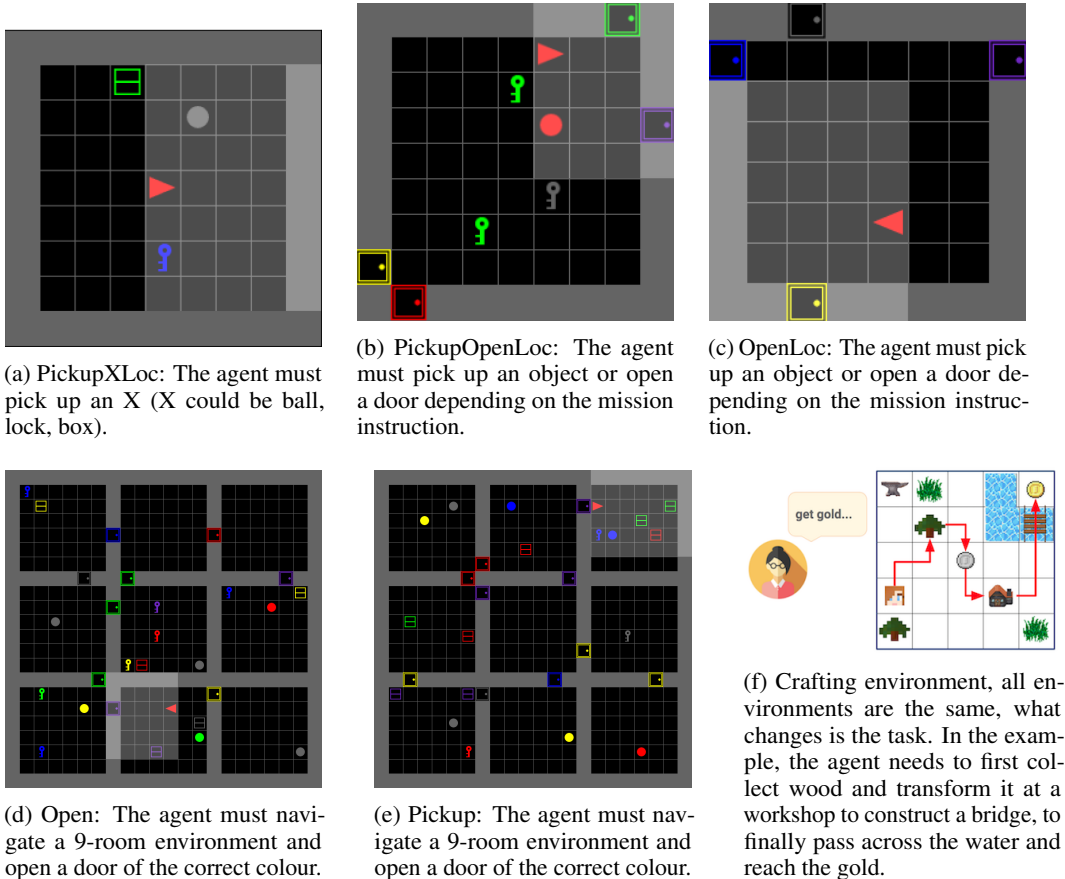 (a) PickupXLoc: The agent must
pick up an X (X could be ball,
lock, box).
(b) PickupOpenLoc: The agent
must pick up an object or open
a door depending on the mission
instruction.
(c) OpenLoc: The agent must pick
up an object or open a door de-
pending on the mission instruc-
tion.
(d) Open: The agent must navi-
gate a 9-room environment and
open a door of the correct colour.
(e) Pickup: The agent must nav-
igate a 9-room environment and
open a door of the correct colour.
get gold...
(f) Crafting environment, all en-
vironments are the same, what
changes is the task. In the exam-
ple, the agent needs to first col-
lect wood and transform it at a
workshop to construct a bridge, to
finally pass across the water and
reach the gold.